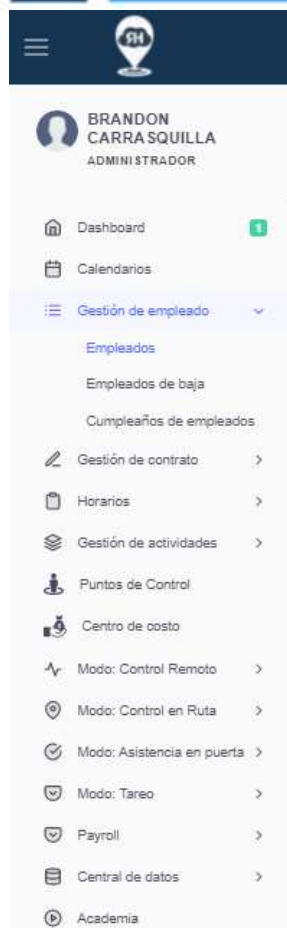 RH
BRANDON
CARRASQUILLA
ADMINISTRADOR
Dashboard 1
Calendarios
Gestión de empleado
Empleados
Empleados de baja
Cumpleaños de empleados
Gestión de contrato
Horarios
Gestión de actividades
Puntos de Control
Centro de costo
Modo: Control Remoto
Modo: Control en Ruta
Modo: Asistencia en puerta
Modo: Tareo
Payroll
Central de datos
Academia